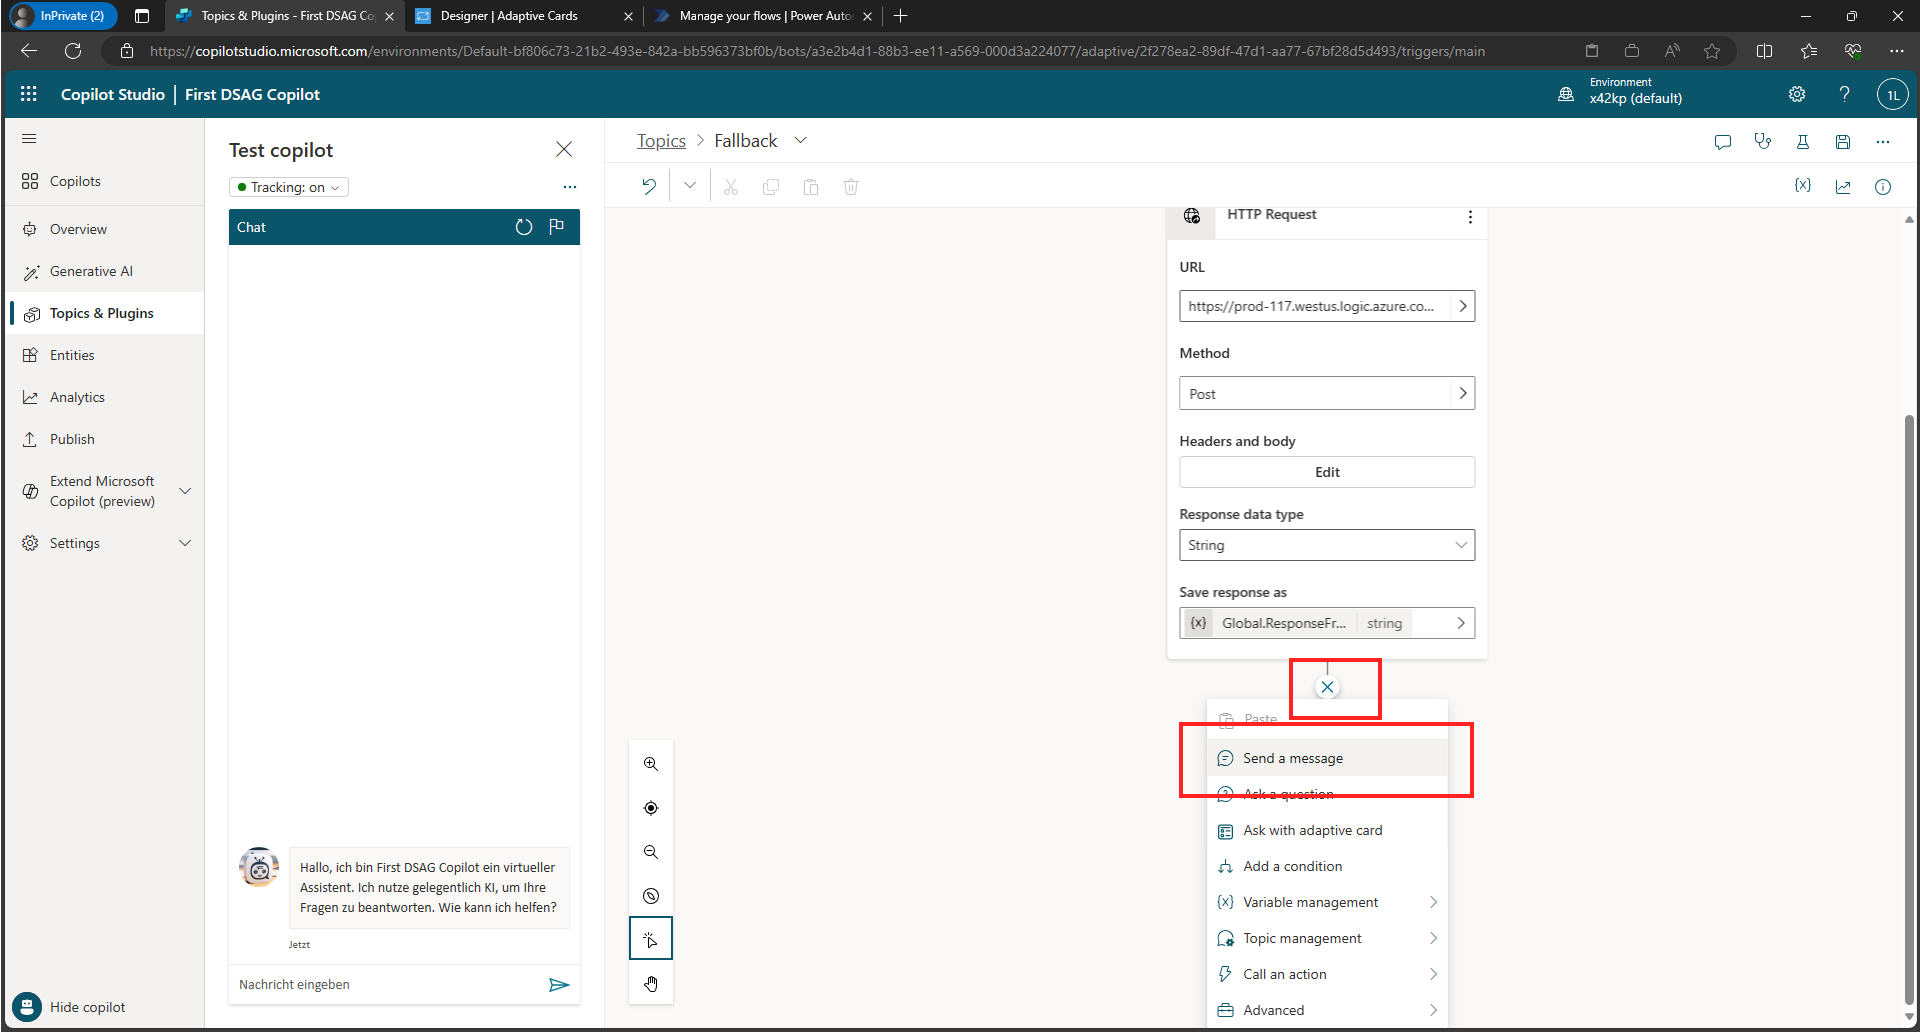 InPrivate (2)
Topics & Plugins - First DSAG Co
Designer | Adaptive Cards
Manage your flows | Power Auto
https://copilotstudio.microsoft.com/environments/Default-bf806c73-21b2-493e-842a-bb596373bf0b/bots/a3e2b4d1-88b3-ee11-a569-000d3a224077/adaptive/2f278ea2-89df-47d1-aa77-67bf28d5d493/triggers/main
Copilot Studio | First DSAG Copilot
Environment
x42kp (default)
1L
Copilots
Overview
Generative AI
Topics & Plugins
Entities
Analytics
Publish
Extend Microsoft
Copilot (preview)
Settings
Hide copilot
Test copilot
Tracking: on
Chat
Hallo, ich bin First DSAG Copilot ein virtueller
Assistent. Ich nutze gelegentlich KI, um Ihre
Fragen zu beantworten. Wie kann ich helfen?
Jetzt
Nachricht eingeben
Topics > Fallback
HTTP Request
URL
https://prod-117.westus.logic.azure.co...
Method
Post
Headers and body
Edit
Response data type
String
Save response as
{x} Global.ResponseFr... string
Paste
Send a message
Ask a question
Ask with adaptive card
Add a condition
{x} Variable management
Topic management
Call an action
Advanced